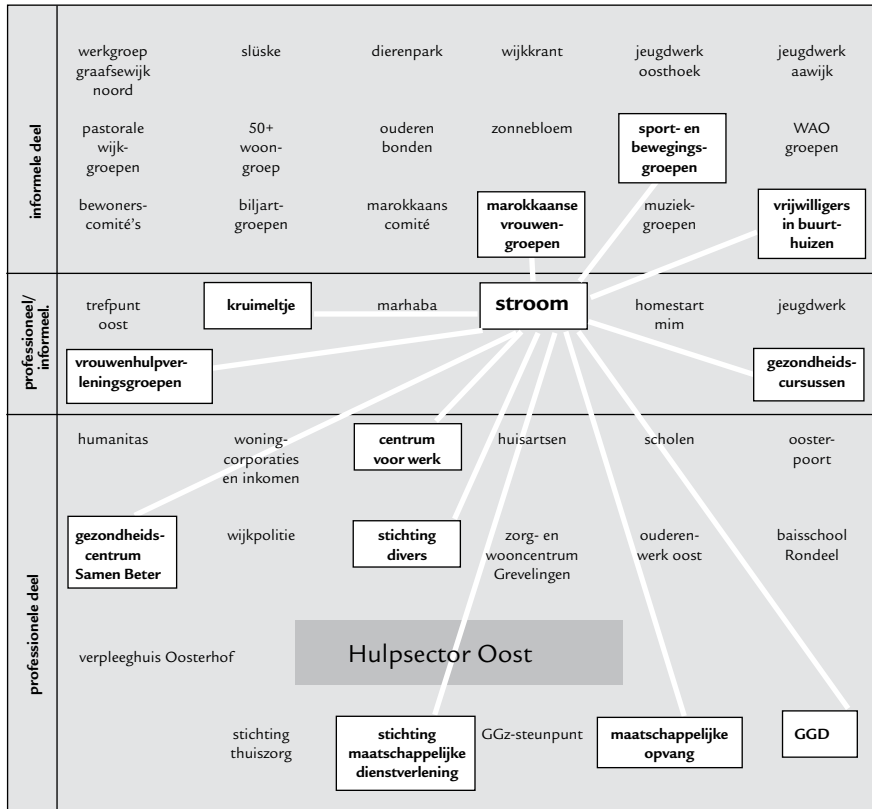 informele deel
werkgroep
graafsewijk
noord
slüske
dierenpark
wijkkrant
jeugdwerk
oosthoek
jeugdwerk
aawijk
pastorale
wijk-
groepen
50+
woon-
groep
ouderen
bonden
zonnebloem
sport- en
bewegings-
groepen
WAO
groepen
bewoners-
comité's
biljart-
groepen
marokkaans
comité
marokkaanse
vrouwen-
groepen
muziek-
groepen
vrijwilligers
in buurt-
huizen
professioneel/
informeel.
trefpunt
oost
kruimeltje
marhaba
stroom
homestart
mim
jeugdwerk
vrouwenhulpver-
leningsgroepen
gezondheids-
cursussen
professionele deel
humanitas
woning-
corporaties
en inkomen
centrum
voor werk
huisartsen
scholen
ooster-
poort
gezondheids-
centrum
Samen Beter
wijkpolitie
stichting
divers
zorg- en
wooncentrum
Grevelingen
ouderen-
werk oost
baisschool
Rondeel
verpleeghuis Oosterhof
Hulpsector Oost
stichting
thuiszorg
stichting
maatschappelijke
dienstverlening
GGz-steunpunt
maatschappelijke
opvang
GGD